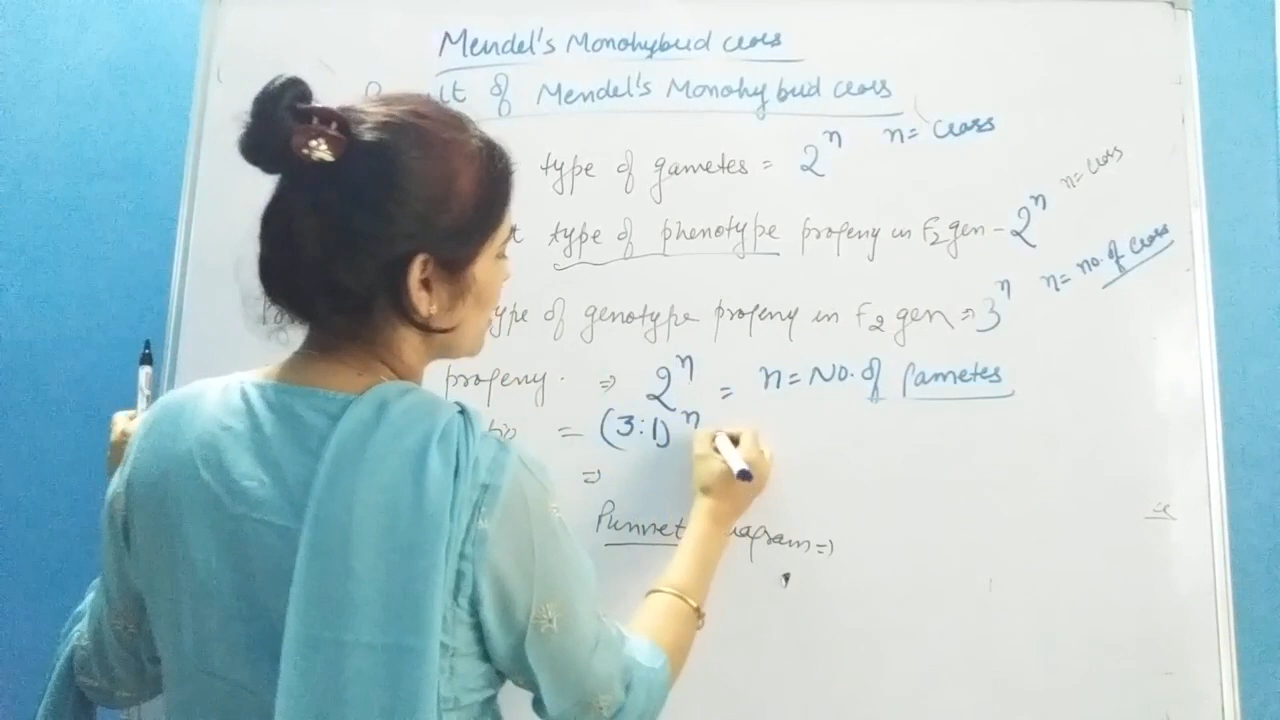 Mendel's Monohybrid cross
of Mendel's Monohybrid cross
type of gametes = 2ⁿ n= cross
type of phenotype progeny in F₂ gen - 2ⁿ n= cross
type of genotype progeny in F₂ gen => 3ⁿ n= no. of cross
progeny. => 2ⁿ = n= No. of gametes
= (3:1)ⁿ
=>
Punnet =>